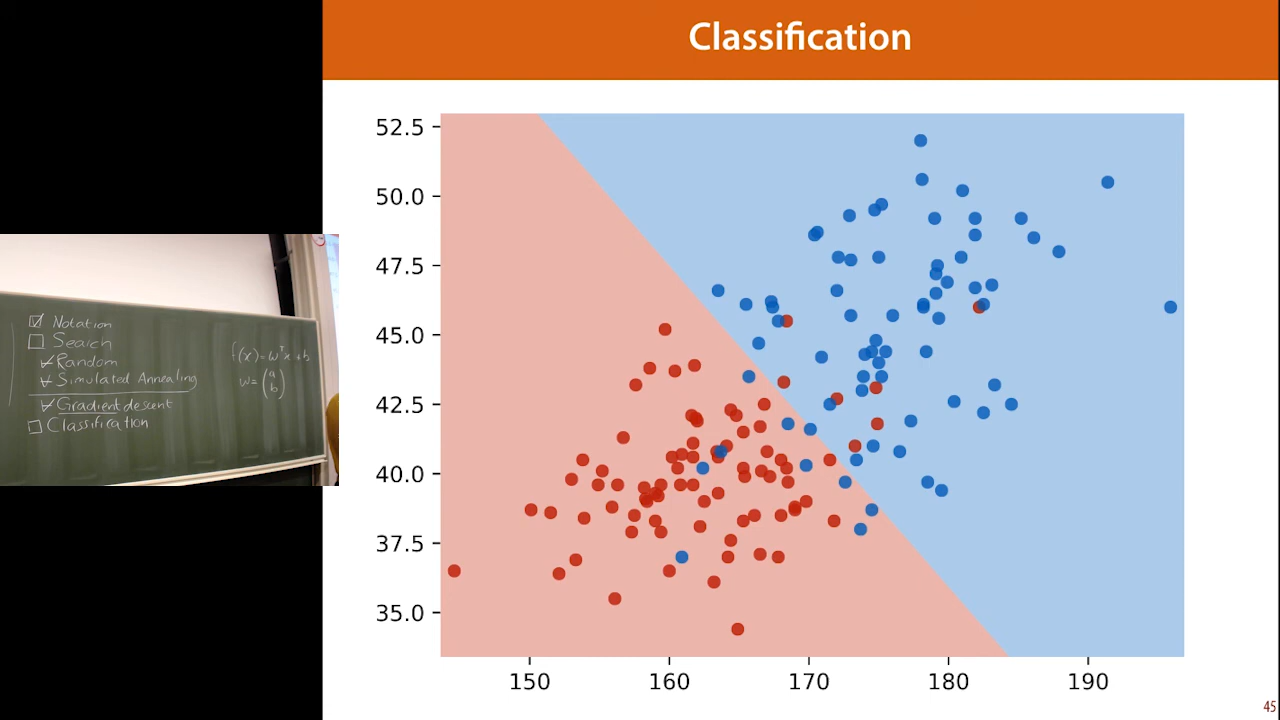 Classification
52.5
50.0
47.5
45.0
42.5
40.0
37.5
35.0
150 160 170 180 190
45
Notation
Search
Random
Simulated Annealing
Gradient descent
Classification
f(x) = wᵀx + b
w = (a
b)